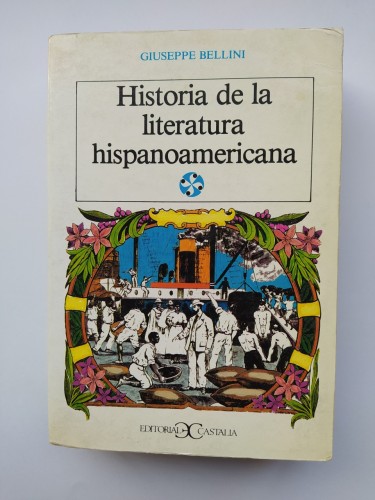 GIUSEPPE BELLINI
Historia de la
literatura
hispanoamericana
EDITORIAL CASTALIA